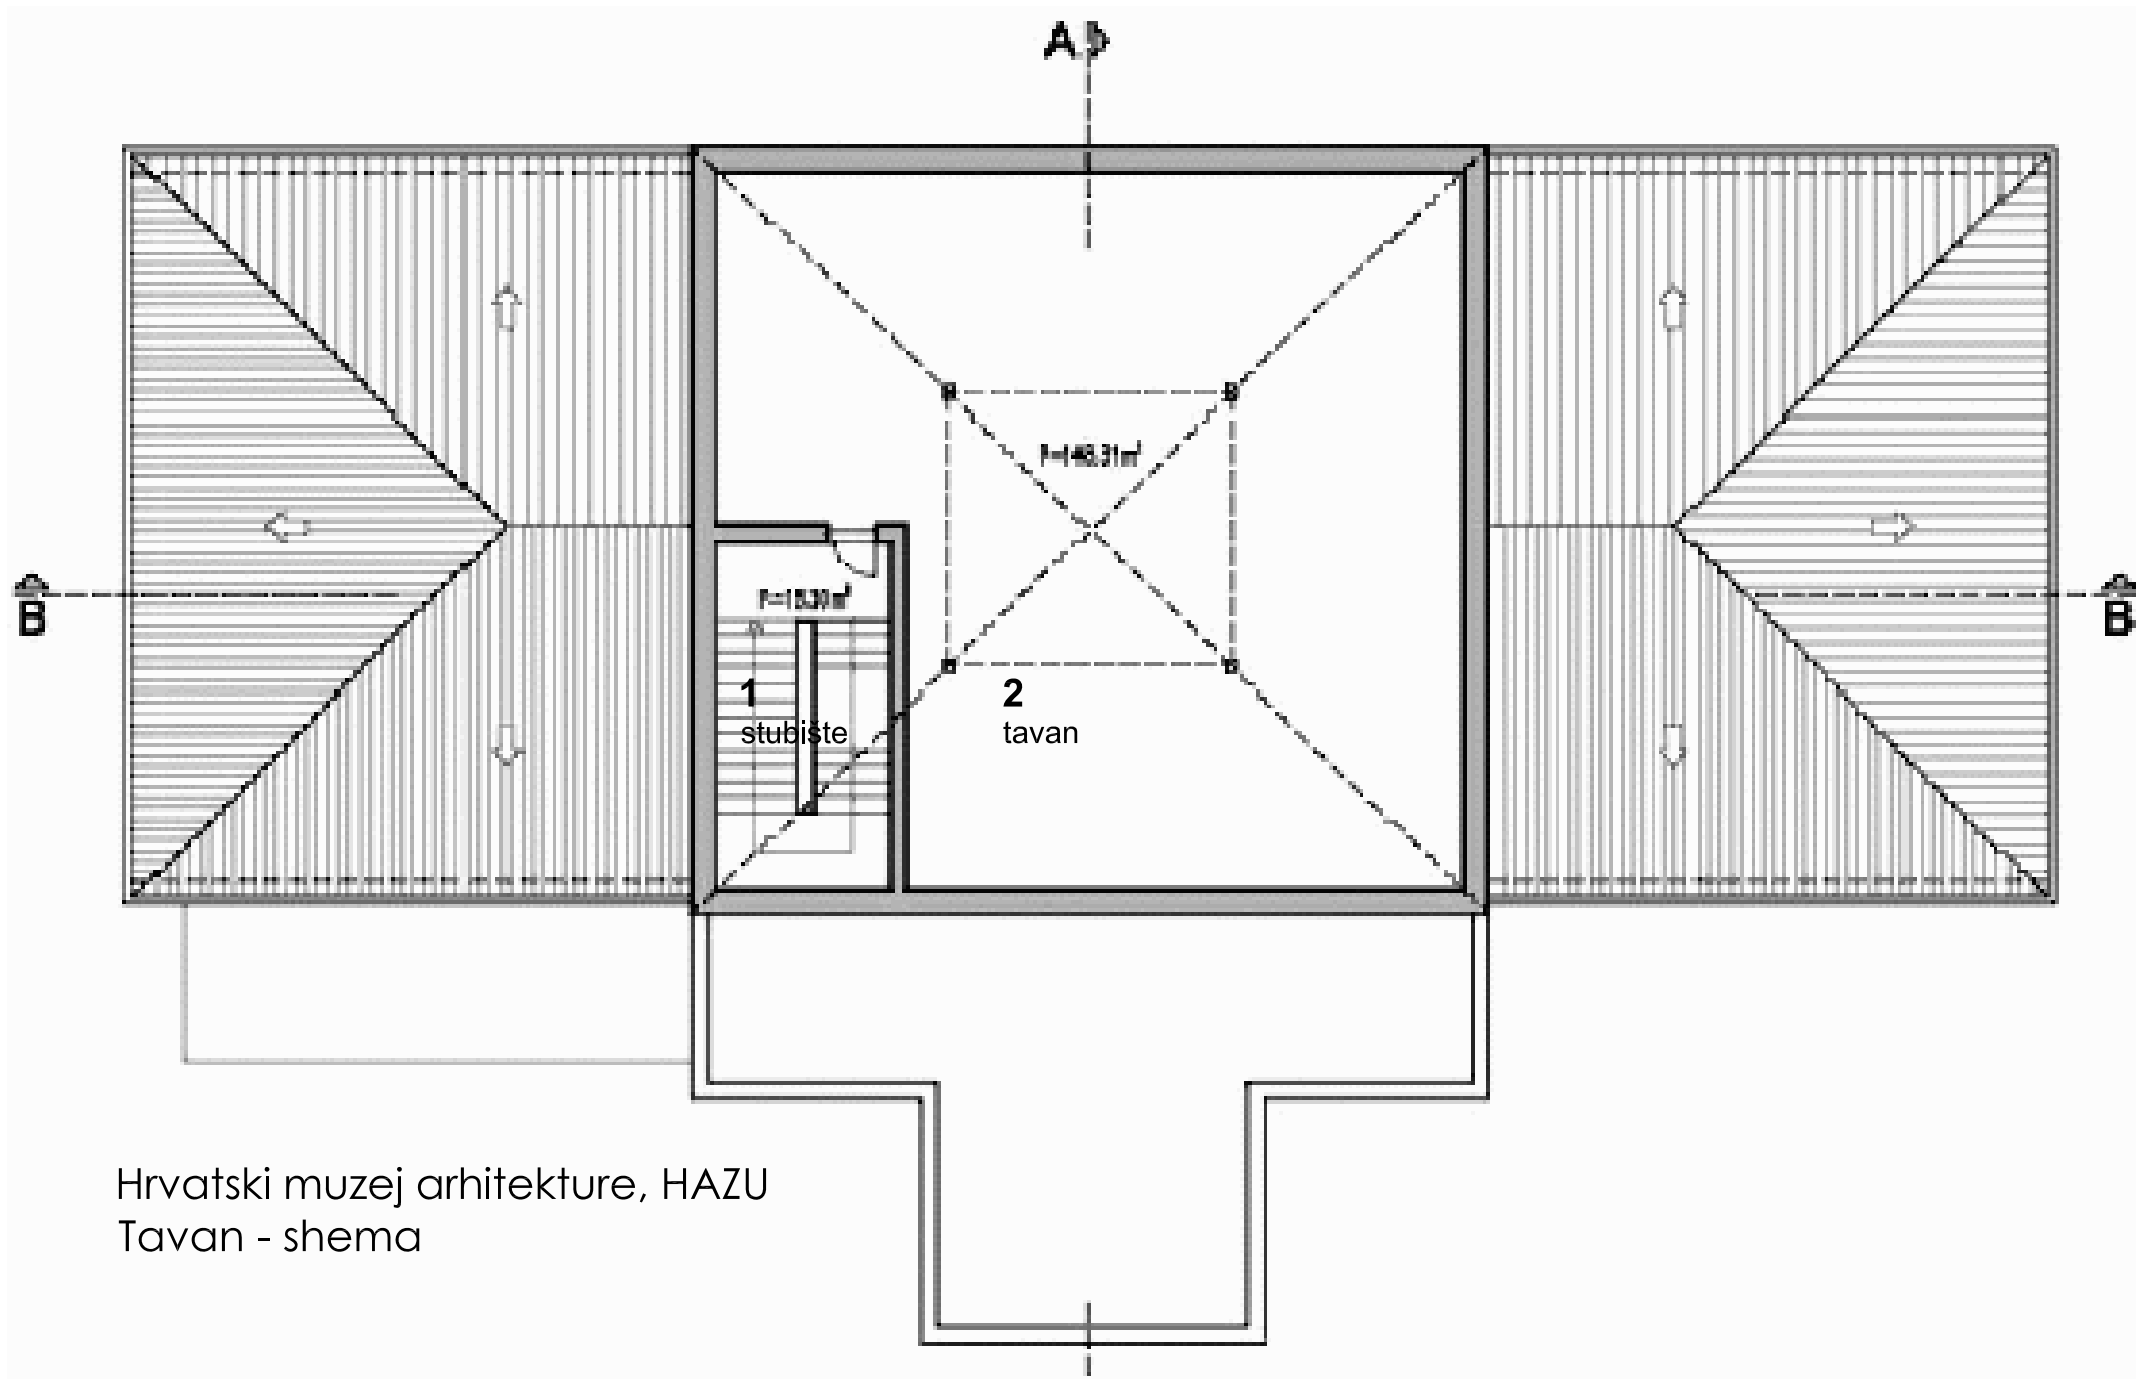 A
B
B
1
stubište
2
tavan
Hrvatski muzej arhitekture, HAZU
Tavan - shema